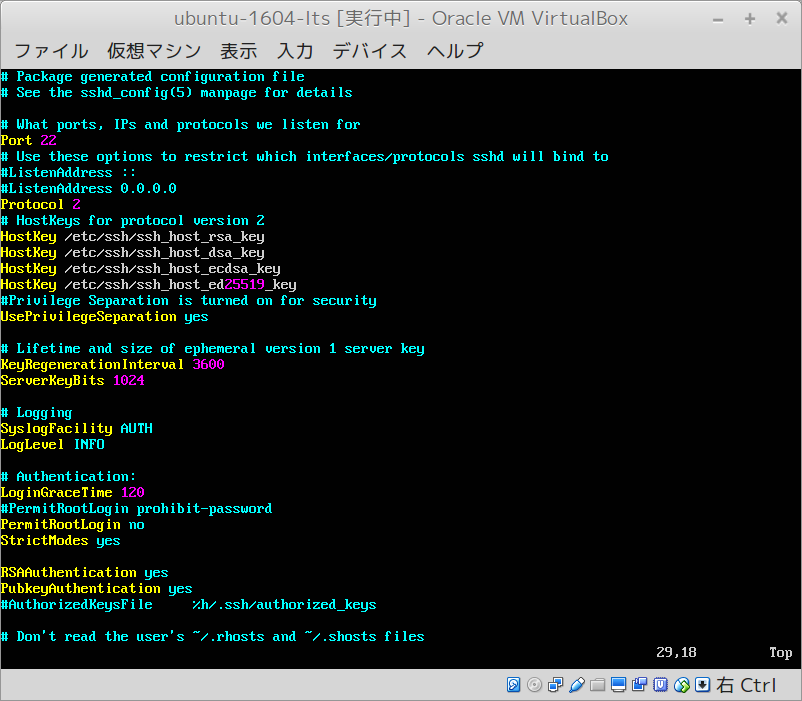 ubuntu-1604-lts [実行中] - Oracle VM VirtualBox
ファイル 仮想マシン 表示 入力 デバイス ヘルプ
# Package generated configuration file
# See the sshd_config(5) manpage for details
# What ports, IPs and protocols we listen for
Port 22
# Use these options to restrict which interfaces/protocols sshd will bind to
#ListenAddress ::
#ListenAddress 0.0.0.0
Protocol 2
# HostKeys for protocol version 2
HostKey /etc/ssh/ssh_host_rsa_key
HostKey /etc/ssh/ssh_host_dsa_key
HostKey /etc/ssh/ssh_host_ecdsa_key
HostKey /etc/ssh/ssh_host_ed25519_key
#Privilege Separation is turned on for security
UsePrivilegeSeparation yes
# Lifetime and size of ephemeral version 1 server key
KeyRegenerationInterval 3600
ServerKeyBits 1024
# Logging
SyslogFacility AUTH
LogLevel INFO
# Authentication:
LoginGraceTime 120
#PermitRootLogin prohibit-password
PermitRootLogin no
StrictModes yes
RSAAuthentication yes
PubkeyAuthentication yes
#AuthorizedKeysFile     %h/.ssh/authorized_keys
# Don't read the user's ~/.rhosts and ~/.shosts files
29,18 Top
右 Ctrl